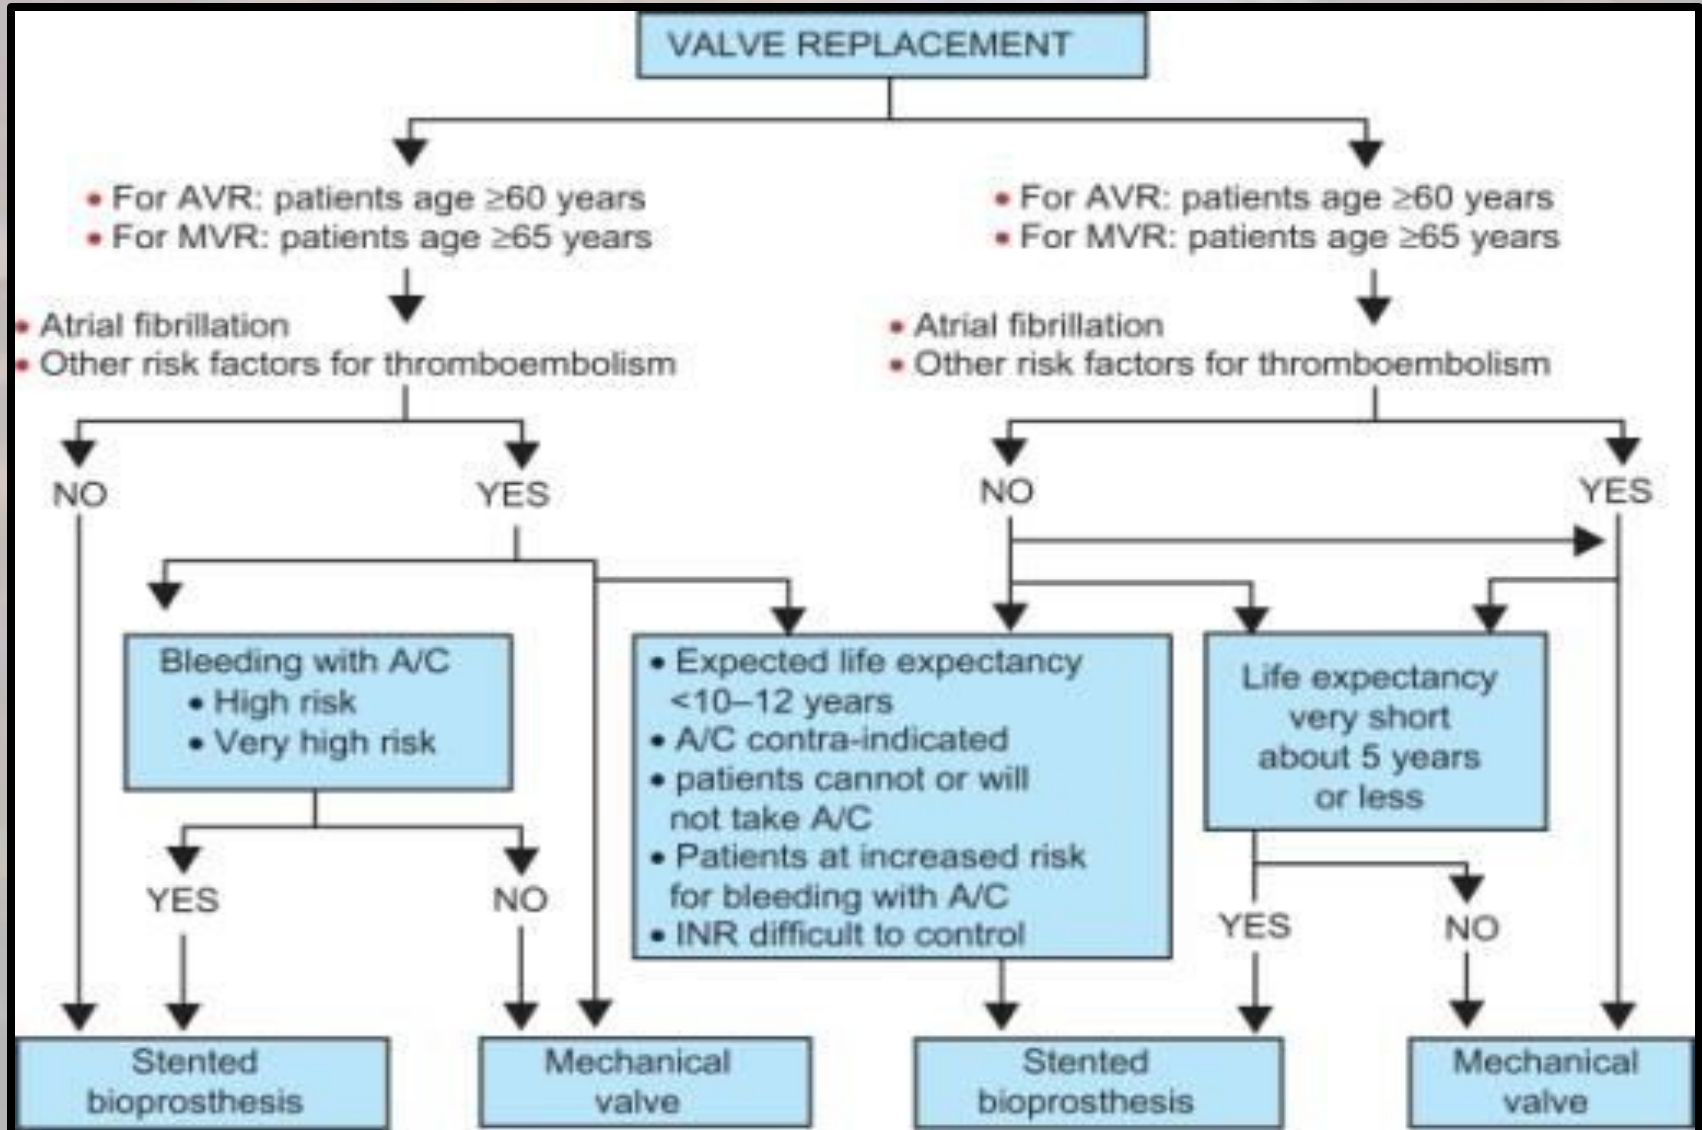 VALVE REPLACEMENT
• For AVR: patients age ≥60 years
• For MVR: patients age ≥65 years
• For AVR: patients age ≥60 years
• For MVR: patients age ≥65 years
• Atrial fibrillation
• Other risk factors for thromboembolism
• Atrial fibrillation
• Other risk factors for thromboembolism
NO
YES
NO
YES
Bleeding with A/C
• High risk
• Very high risk
YES
NO
• Expected life expectancy
<10–12 years
• A/C contra-indicated
• patients cannot or will
not take A/C
• Patients at increased risk
for bleeding with A/C
• INR difficult to control
Life expectancy
very short
about 5 years
or less
YES
NO
Stented
bioprosthesis
Mechanical
valve
Stented
bioprosthesis
Mechanical
valve